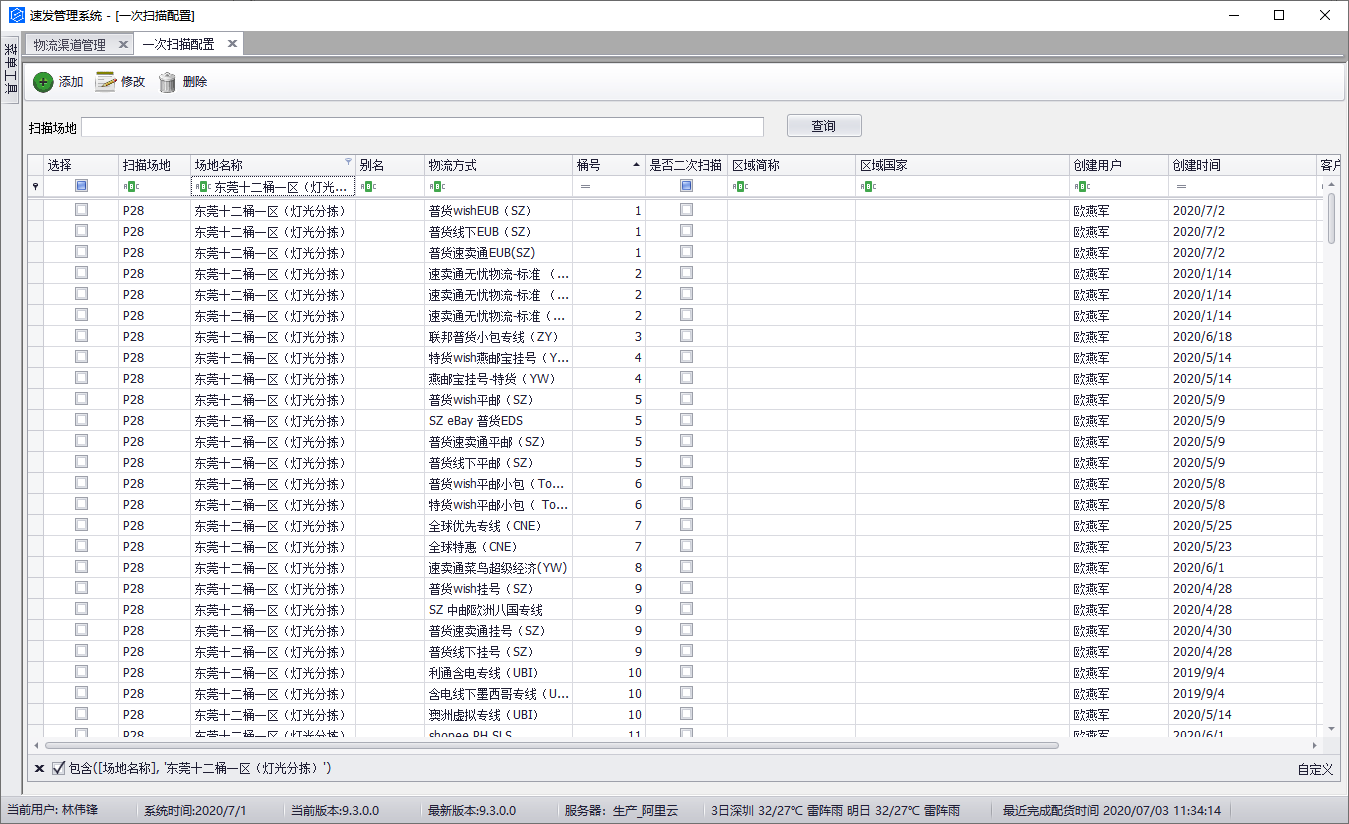 速发管理系统 - [一次扫描配置]
菜单工具
物流渠道管理 一次扫描配置
添加 修改 删除
扫描场地 查询
选择 扫描场地 场地名称 别名 物流方式 桶号 是否二次扫描 区域简称 区域国家 创建用户 创建时间 客户
东莞十二桶一区（灯光...
P28 东莞十二桶一区（灯光分拣） 普货wishEUB（SZ） 1 欧燕军 2020/7/2
P28 东莞十二桶一区（灯光分拣） 普货线下EUB（SZ） 1 欧燕军 2020/7/2
P28 东莞十二桶一区（灯光分拣） 普货速卖通EUB(SZ) 1 欧燕军 2020/7/2
P28 东莞十二桶一区（灯光分拣） 速卖通无忧物流-标准 （... 2 欧燕军 2020/1/14
P28 东莞十二桶一区（灯光分拣） 速卖通无忧物流-标准 （... 2 欧燕军 2020/1/14
P28 东莞十二桶一区（灯光分拣） 速卖通无忧物流-标准（... 2 欧燕军 2020/1/14
P28 东莞十二桶一区（灯光分拣） 联邦普货小包专线（ZY） 3 欧燕军 2020/6/18
P28 东莞十二桶一区（灯光分拣） 特货wish燕邮宝挂号（Y... 4 欧燕军 2020/5/14
P28 东莞十二桶一区（灯光分拣） 燕邮宝挂号-特货（YW） 4 欧燕军 2020/5/14
P28 东莞十二桶一区（灯光分拣） 普货wish平邮（SZ） 5 欧燕军 2020/5/9
P28 东莞十二桶一区（灯光分拣） SZ eBay 普货EDS 5 欧燕军 2020/5/9
P28 东莞十二桶一区（灯光分拣） 普货速卖通平邮（SZ） 5 欧燕军 2020/5/9
P28 东莞十二桶一区（灯光分拣） 普货线下平邮（SZ） 5 欧燕军 2020/5/9
P28 东莞十二桶一区（灯光分拣） 普货wish平邮小包（To... 6 欧燕军 2020/5/8
P28 东莞十二桶一区（灯光分拣） 特货wish平邮小包（ To... 6 欧燕军 2020/5/8
P28 东莞十二桶一区（灯光分拣） 全球优先专线（CNE） 7 欧燕军 2020/5/25
P28 东莞十二桶一区（灯光分拣） 全球特惠（CNE） 7 欧燕军 2020/5/23
P28 东莞十二桶一区（灯光分拣） 速卖通菜鸟超级经济(YW) 8 欧燕军 2020/6/1
P28 东莞十二桶一区（灯光分拣） 普货wish挂号（SZ） 9 欧燕军 2020/4/28
P28 东莞十二桶一区（灯光分拣） SZ 中邮欧洲八国专线 9 欧燕军 2020/4/28
P28 东莞十二桶一区（灯光分拣） 普货速卖通挂号（SZ） 9 欧燕军 2020/4/30
P28 东莞十二桶一区（灯光分拣） 普货线下挂号（SZ） 9 欧燕军 2020/4/28
P28 东莞十二桶一区（灯光分拣） 利通含电专线（UBI） 10 欧燕军 2019/9/4
P28 东莞十二桶一区（灯光分拣） 含电线下墨西哥专线（U... 10 欧燕军 2019/9/4
P28 东莞十二桶一区（灯光分拣） 澳洲虚拟专线（UBI） 10 欧燕军 2020/5/14
P28 东莞十二桶一区（灯光分拣） shopee PH SLS 11 欧燕军 2020/6/1
包含([场地名称], '东莞十二桶一区（灯光分拣）') 自定义
当前用户: 林伟锋 系统时间:2020/7/1 当前版本:9.3.0.0 最新版本:9.3.0.0 服务器：生产_阿里云 3日深圳 32/27℃ 雷阵雨 明日 32/27℃ 雷阵雨 最近完成配货时间 2020/07/03 11:34:14